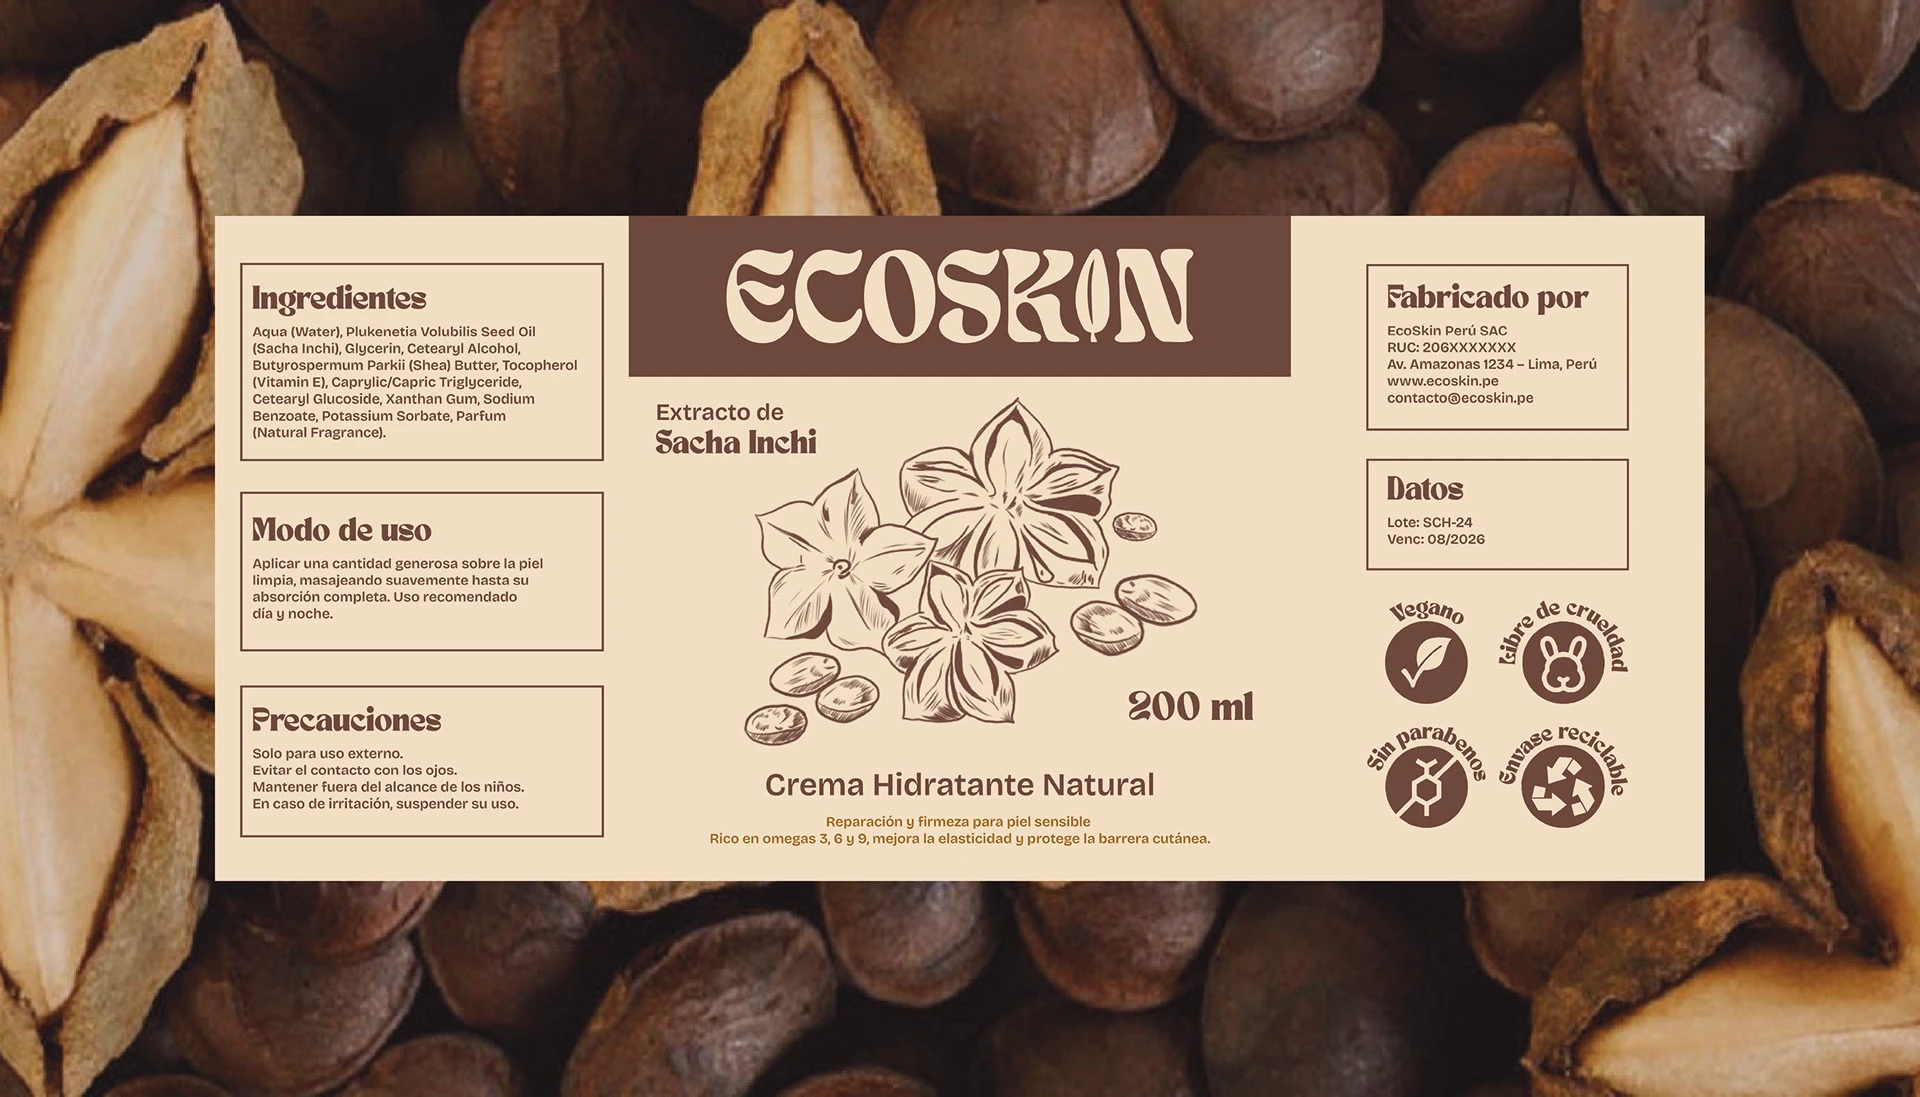 Ingredientes
Aqua (Water), Plukenetia Volubilis Seed Oil
(Sacha Inchi), Glycerin, Cetearyl Alcohol,
Butyrospermum Parkii (Shea) Butter, Tocopherol
(Vitamin E), Caprylic/Capric Triglyceride,
Cetearyl Glucoside, Xanthan Gum, Sodium
Benzoate, Potassium Sorbate, Parfum
(Natural Fragrance).
Modo de uso
Aplicar una cantidad generosa sobre la piel
limpia, masajeando suavemente hasta su
absorción completa. Uso recomendado
día y noche.
Precauciones
Solo para uso externo.
Evitar el contacto con los ojos.
Mantener fuera del alcance de los niños.
En caso de irritación, suspender su uso.
ECOSKIN
Extracto de
Sacha Inchi
200 ml
Crema Hidratante Natural
Reparación y firmeza para piel sensible
Rico en omegas 3, 6 y 9, mejora la elasticidad y protege la barrera cutánea.
Fabricado por
EcoSkin Perú SAC
RUC: 206XXXXXXX
Av. Amazonas 1234 – Lima, Perú
www.ecoskin.pe
contacto@ecoskin.pe
Datos
Lote: SCH-24
Venc: 08/2026
Vegano
Libre de crueldad
Sin parabenos
Envase reciclable